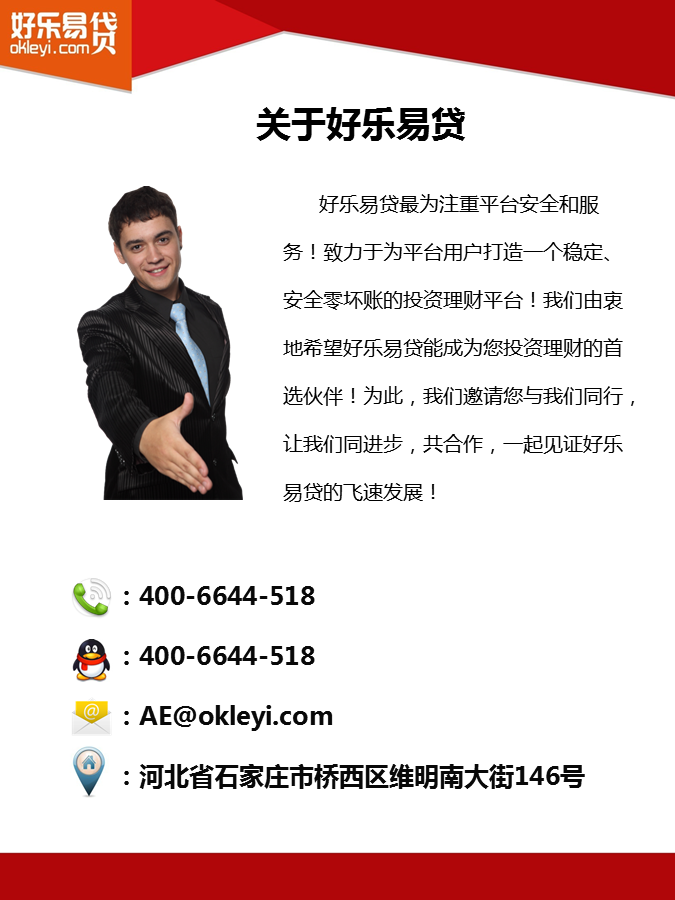 好乐易贷
okleyi.com
关于好乐易贷
好乐易贷最为注重平台安全和服
务！致力于为平台用户打造一个稳定、
安全零坏账的投资理财平台！我们由衷
地希望好乐易贷能成为您投资理财的首
选伙伴！为此，我们邀请您与我们同行，
让我们同进步，共合作，一起见证好乐
易贷的飞速发展！
：400-6644-518
：400-6644-518
@
：AE@okleyi.com
：河北省石家庄市桥西区维明南大街146号